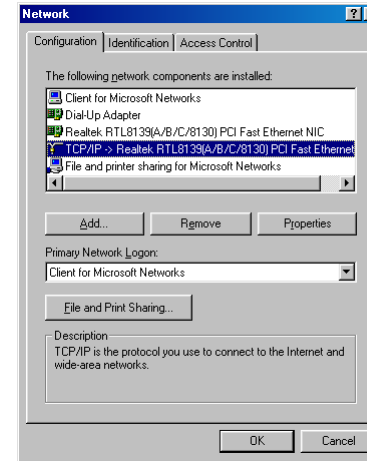 Network
Configuration Identification Access Control
The following network components are installed:
Client for Microsoft Networks
Dial-Up Adapter
Realtek RTL8139(A/B/C/8130) PCI Fast Ethernet NIC
TCP/IP -> Realtek RTL8139(A/B/C/8130) PCI Fast Ethernet
File and printer sharing for Microsoft Networks
Add... Remove Properties
Primary Network Logon:
Client for Microsoft Networks
File and Print Sharing...
Description
TCP/IP is the protocol you use to connect to the Internet and
wide-area networks.
OK Cancel